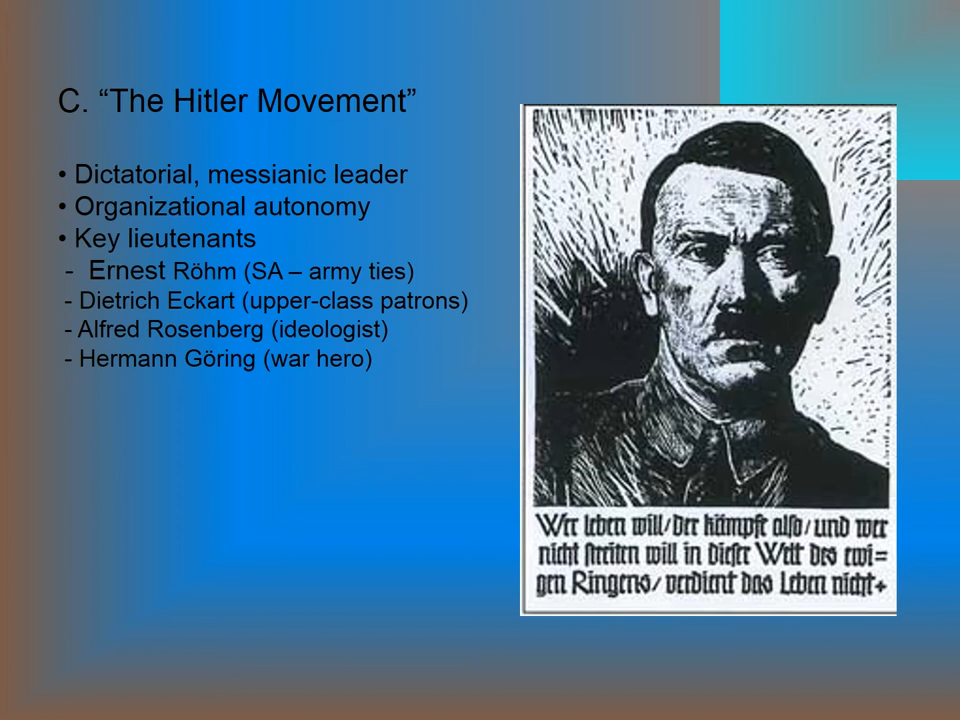 C. “The Hitler Movement”
• Dictatorial, messianic leader
• Organizational autonomy
• Key lieutenants
- Ernest Röhm (SA – army ties)
- Dietrich Eckart (upper-class patrons)
- Alfred Rosenberg (ideologist)
- Hermann Göring (war hero)
Wer leben will/der kämpfe also/und wer
nicht streiten will in dieser Welt des ewi=
gen Ringens/verdient das Leben nicht+